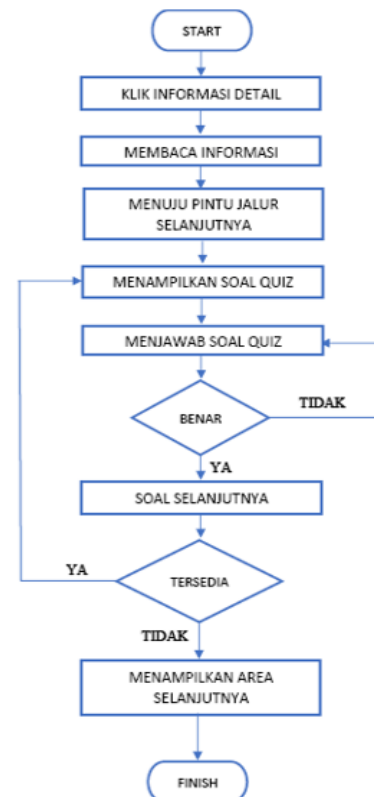 START
KLIK INFORMASI DETAIL
MEMBACA INFORMASI
MENUJU PINTU JALUR
SELANJUTNYA
MENAMPILKAN SOAL QUIZ
MENJAWAB SOAL QUIZ
BENAR
TIDAK
YA
SOAL SELANJUTNYA
TERSEDIA
YA
TIDAK
MENAMPILKAN AREA
SELANJUTNYA
FINISH